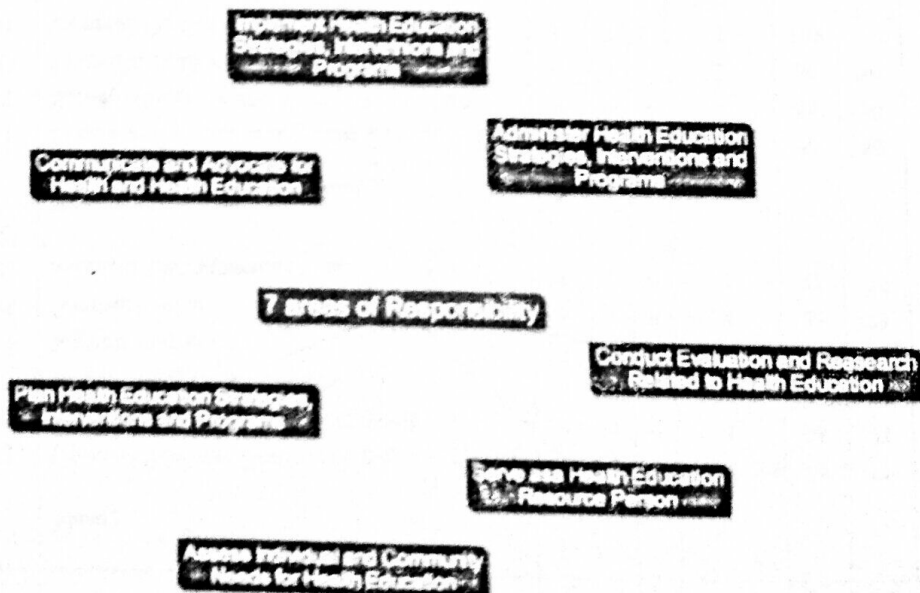 Implement Health Education
Strategies, Intervetnions and
Programs
Administer Health Education
Strategies, Interventions and
Programs
Communicate and Advocate for
Health and Health Education
7 areas of Responsibility
Conduct Evaluation and Reasearch
Related to Health Education
Plan Health Education Strategies,
Interventions and Programs
Serve asa Health Education
Resource Person
Assess Individual and Community
Needs for Health Education